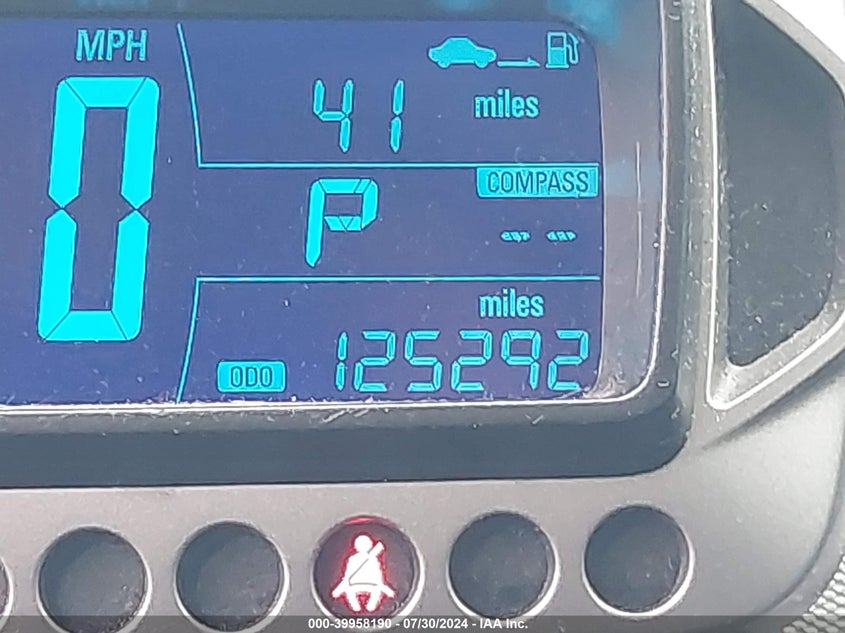 MPH
0
41 miles
P
COMPASS
-- --
miles
ODO 125292
000-39958190 - 07/30/2024 - IAA Inc.